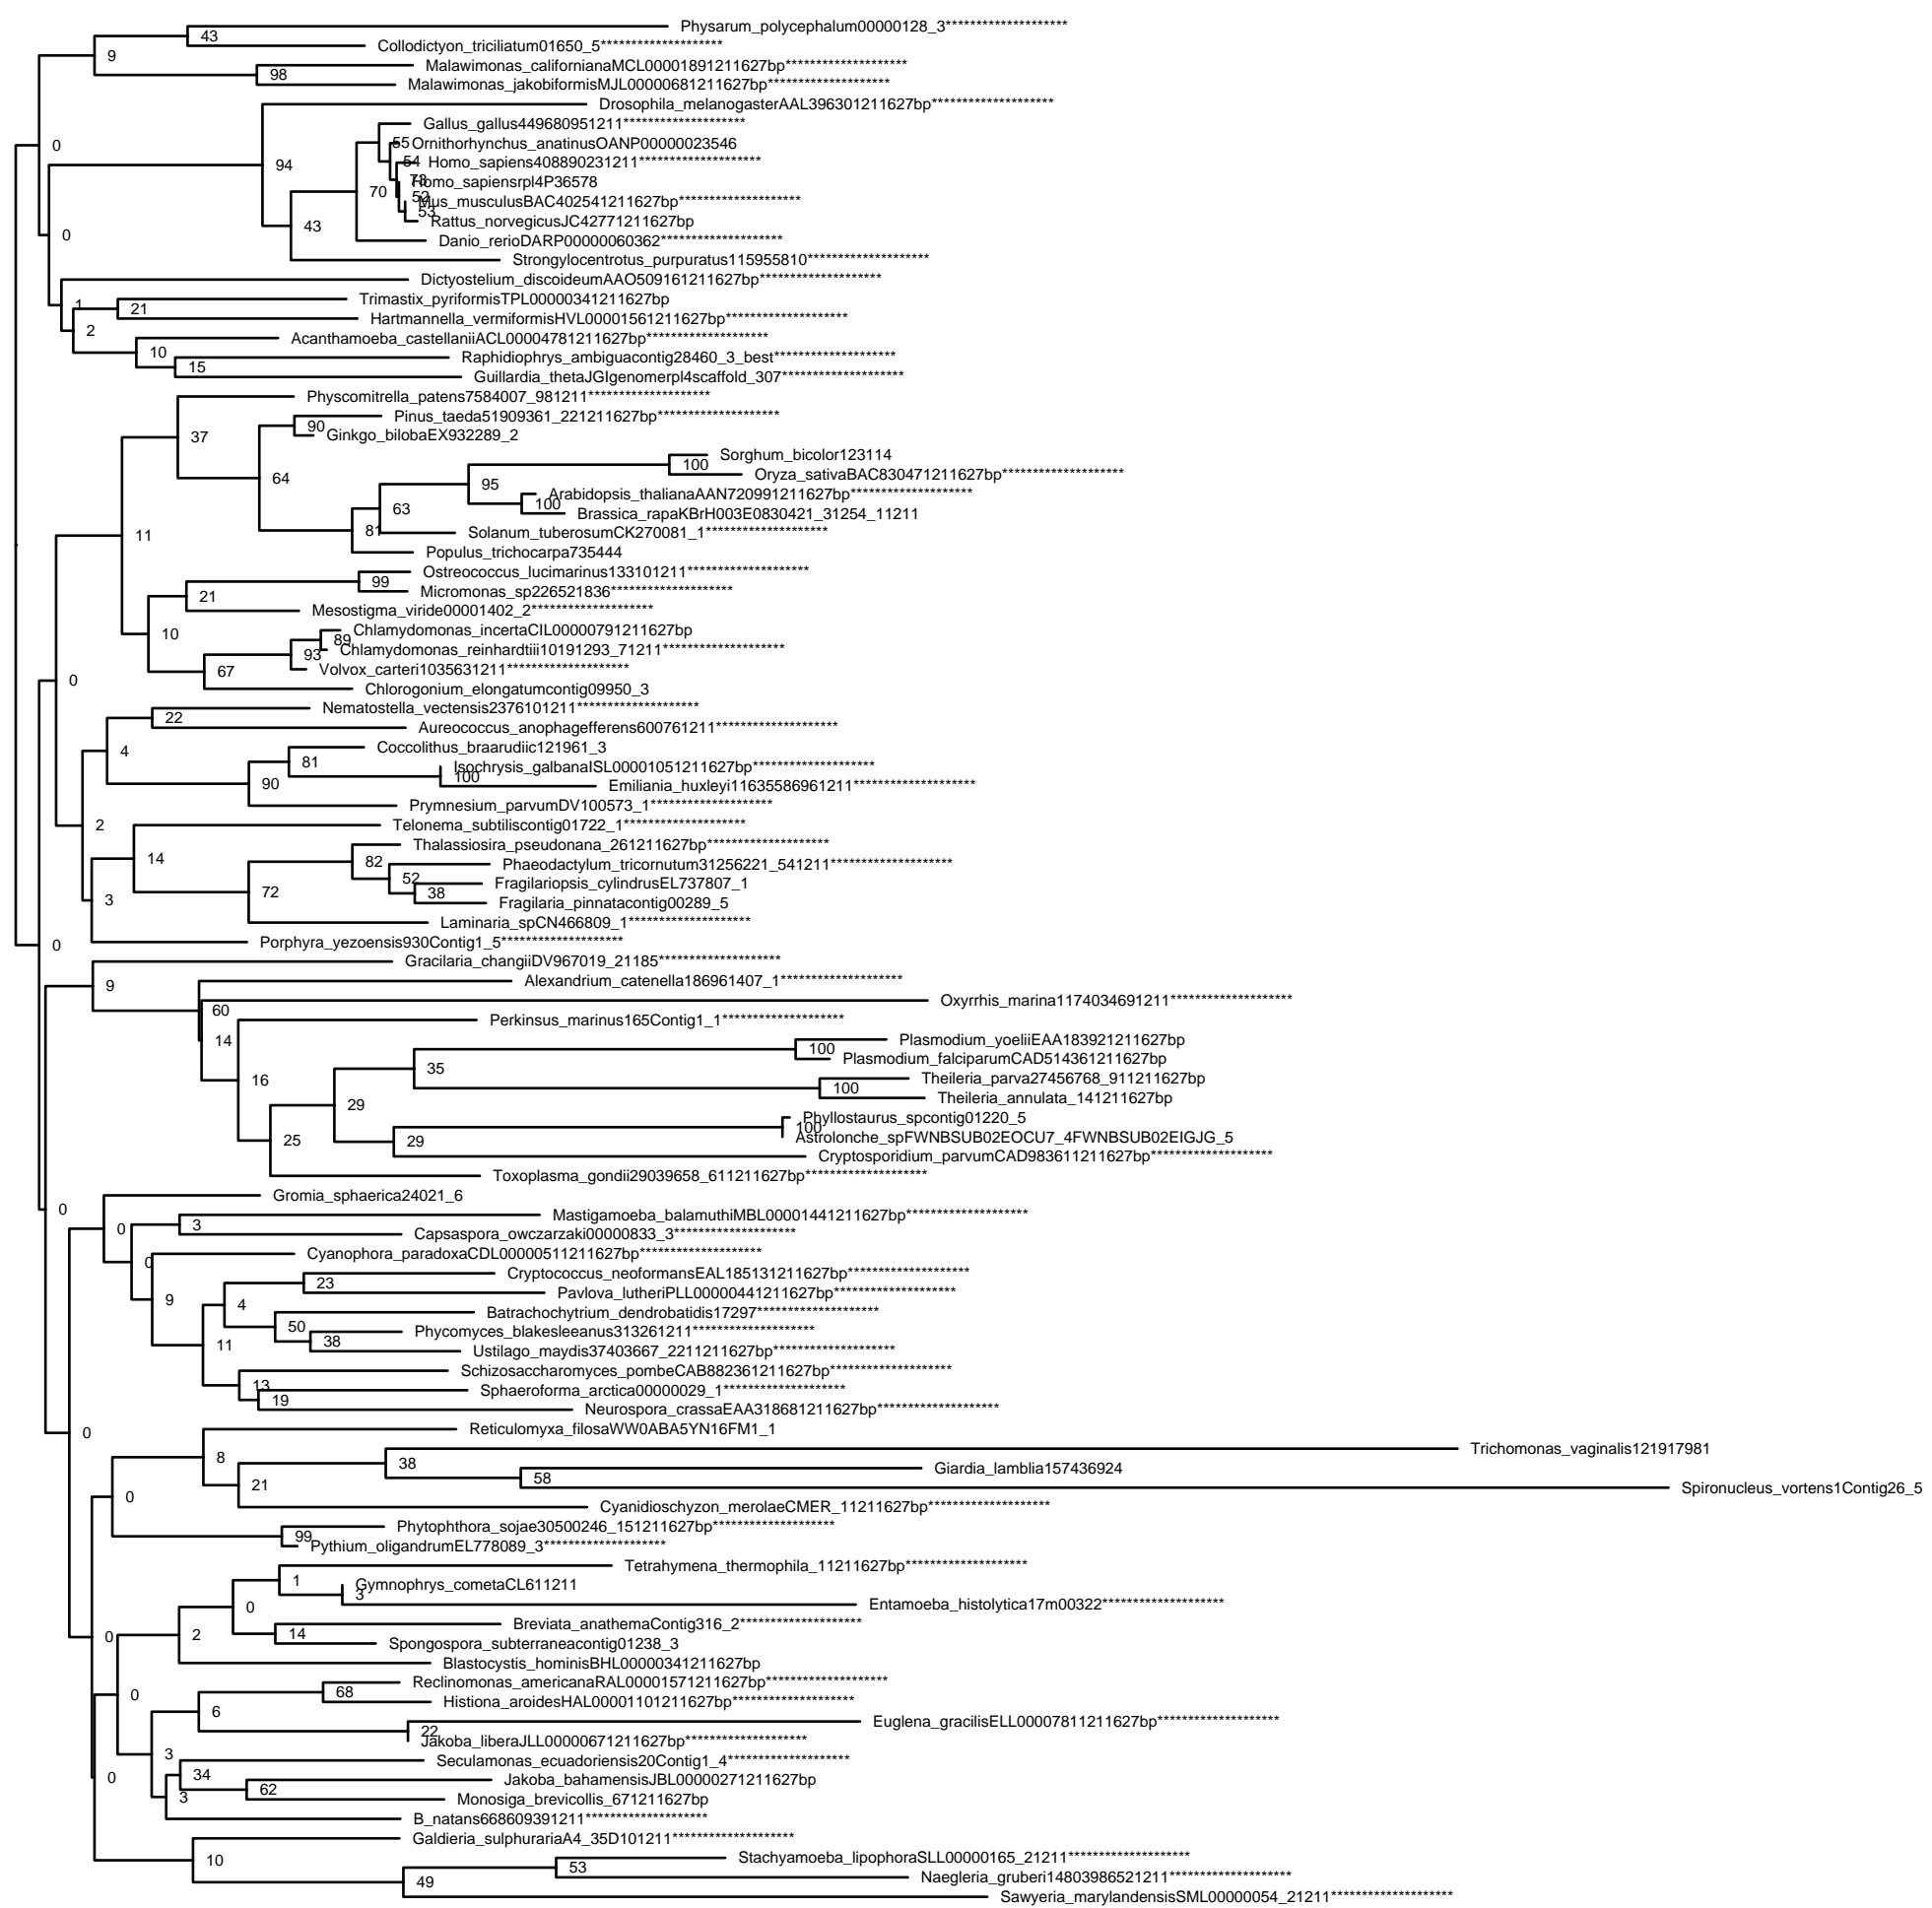 Physarum_polycephalum00000128_3********************
43
Collodictyon_triciliatum01650_5********************
9
Malawimonas_californianaMCL00001891211627bp********************
98
Malawimonas_jakobiformisMJL00000681211627bp********************
Drosophila_melanogasterAAL396301211627bp********************
Gallus_gallus449680951211********************
0
55
Ornithorhynchus_anatinusOANP00000023546
94
54
Homo_sapiens408890231211********************
73
Homo_sapiensrpl4P36578
70
52
Mus_musculusBAC402541211627bp********************
53
Rattus_norvegicusJC42771211627bp
43
0
Danio_rerioDARP00000060362********************
Strongylocentrotus_purpuratus115955810********************
Dictyostelium_discoideumAAO509161211627bp********************
1
Trimastix_pyriformisTPL00000341211627bp
21
Hartmannella_vermiformisHVL00001561211627bp********************
2
Acanthamoeba_castellaniiACL00004781211627bp********************
10
Raphidiophrys_ambiguacontig28460_3_best********************
15
Guillardia_thetaJGIgenomerpl4scaffold_307********************
Physcomitrella_patens7584007_981211********************
Pinus_taeda51909361_221211627bp********************
90
37
Ginkgo_bilobaEX932289_2
Sorghum_bicolor123114
100
64
Oryza_sativaBAC830471211627bp********************
95
Arabidopsis_thalianaAAN720991211627bp********************
100
63
Brassica_rapaKBrH003E0830421_31254_11211
81
Solanum_tuberosumCK270081_1********************
11
Populus_trichocarpa735444
Ostreococcus_lucimarinus133101211********************
99
Micromonas_sp226521836********************
21
Mesostigma_viride00001402_2********************
10
Chlamydomonas_incertaCIL00000791211627bp
89
Chlamydomonas_reinhardtiii10191293_71211********************
93
67
Volvox_carteri1035631211********************
0
Chlorogonium_elongatumcontig09950_3
Nematostella_vectensis2376101211********************
22
Aureococcus_anophagefferens600761211********************
4
Coccolithus_braarudiic121961_3
81
Isochrysis_galbanaISL00001051211627bp********************
100
90
Emiliania_huxleyi11635586961211********************
Prymnesium_parvumDV100573_1********************
2
Telonema_subtiliscontig01722_1********************
Thalassiosira_pseudonana_261211627bp********************
14
82
Phaeodactylum_tricornutum31256221_541211********************
52
Fragilariopsis_cylindrusEL737807_1
72
38
3
Fragilaria_pinnatacontig00289_5
Laminaria_spCN466809_1********************
0
Porphyra_yezoensis930Contig1_5********************
Gracilaria_changiiDV967019_21185********************
9
Alexandrium_catenella186961407_1********************
Oxyrrhis_marina1174034691211********************
60
Perkinsus_marinus165Contig1_1********************
14
Plasmodium_yoeliiEAA183921211627bp
100
Plasmodium_falciparumCAD514361211627bp
35
16
Theileria_parva27456768_911211627bp
100
Theileria_annulata_141211627bp
29
Phyllostaurus_spcontig01220_5
100
Astrolonche_spFWNBSUB02EOCU7_4FWNBSUB02EIGJG_5
25
29
Cryptosporidium_parvumCAD983611211627bp********************
Toxoplasma_gondii29039658_611211627bp********************
Gromia_sphaerica24021_6
0
Mastigamoeba_balamuthiMBL00001441211627bp********************
3
0
Capsaspora_owczarzaki00000833_3********************
Cyanophora_paradoxaCDL00000511211627bp********************
0
Cryptococcus_neoformansEAL185131211627bp********************
23
Pavlova_lutheriPLL00000441211627bp********************
9
4
Batrachochytrium_dendrobatidis17297********************
50
Phycomyces_blakesleeanus313261211********************
38
11
Ustilago_maydis37403667_2211211627bp********************
Schizosaccharomyces_pombeCAB882361211627bp********************
13
Sphaeroforma_arctica00000029_1********************
19
Neurospora_crassaEAA318681211627bp********************
0
Reticulomyxa_filosaWW0ABA5YN16FM1_1
Trichomonas_vaginalis121917981
8
38
Giardia_lamblia157436924
58
21
Spironucleus_vortens1Contig26_5
0
Cyanidioschyzon_merolaeCMER_11211627bp********************
Phytophthora_sojae30500246_151211627bp********************
99
Pythium_oligandrumEL778089_3********************
Tetrahymena_thermophila_11211627bp********************
1
Gymnophrys_cometaCL611211
3
0
Entamoeba_histolytica17m00322********************
Breviata_anathemaContig316_2********************
0
2
14
Spongospora_subterraneacontig01238_3
Blastocystis_hominisBHL00000341211627bp
Reclinomonas_americanaRAL00001571211627bp********************
68
0
Histiona_aroidesHAL00001101211627bp********************
6
Euglena_gracilisELL00007811211627bp********************
22
Jakoba_liberaJLL00000671211627bp********************
3
Seculamonas_ecuadoriensis20Contig1_4********************
34
0
Jakoba_bahamensisJBL00000271211627bp
62
3
Monosiga_brevicollis_671211627bp
B_natans668609391211********************
Galdieria_sulphurariaA4_35D101211********************
10
Stachyamoeba_lipophoraSLL00000165_21211********************
53
Naegleria_gruberi14803986521211********************
49
Sawyeria_marylandensisSML00000054_21211********************